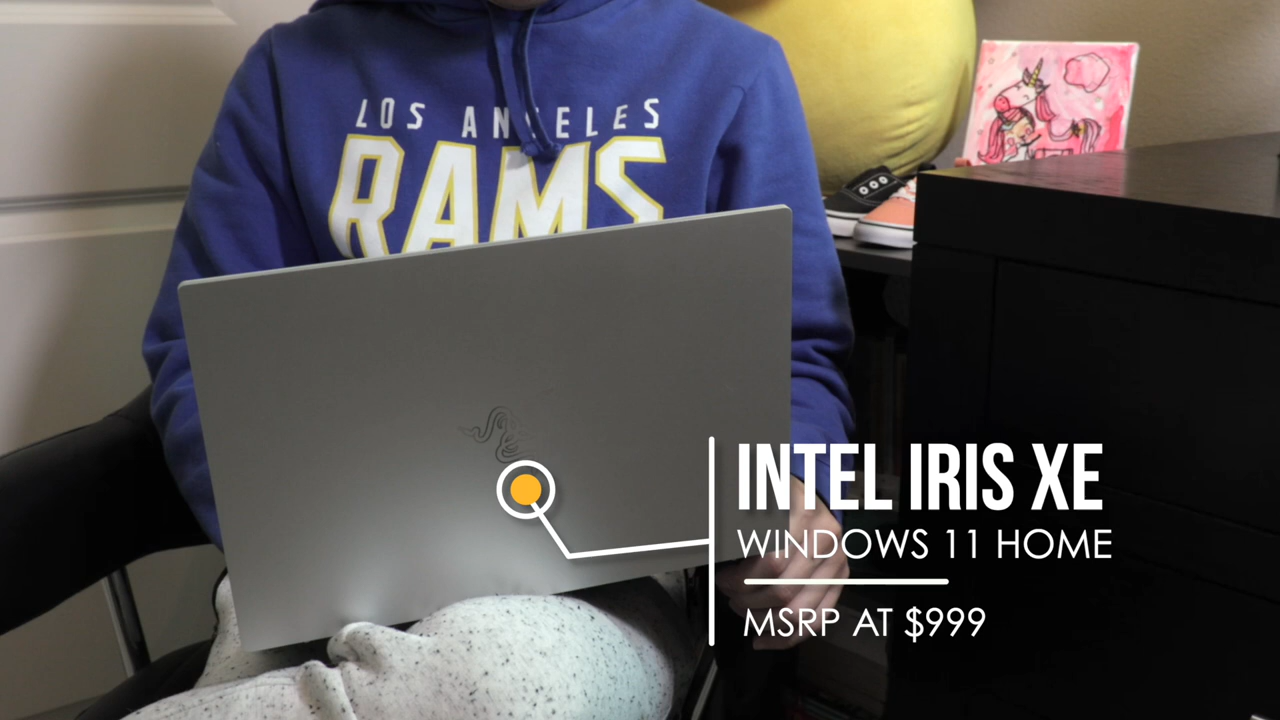 LOS ANGELES
RAMS
INTEL IRIS XE
WINDOWS 11 HOME
MSRP AT $999